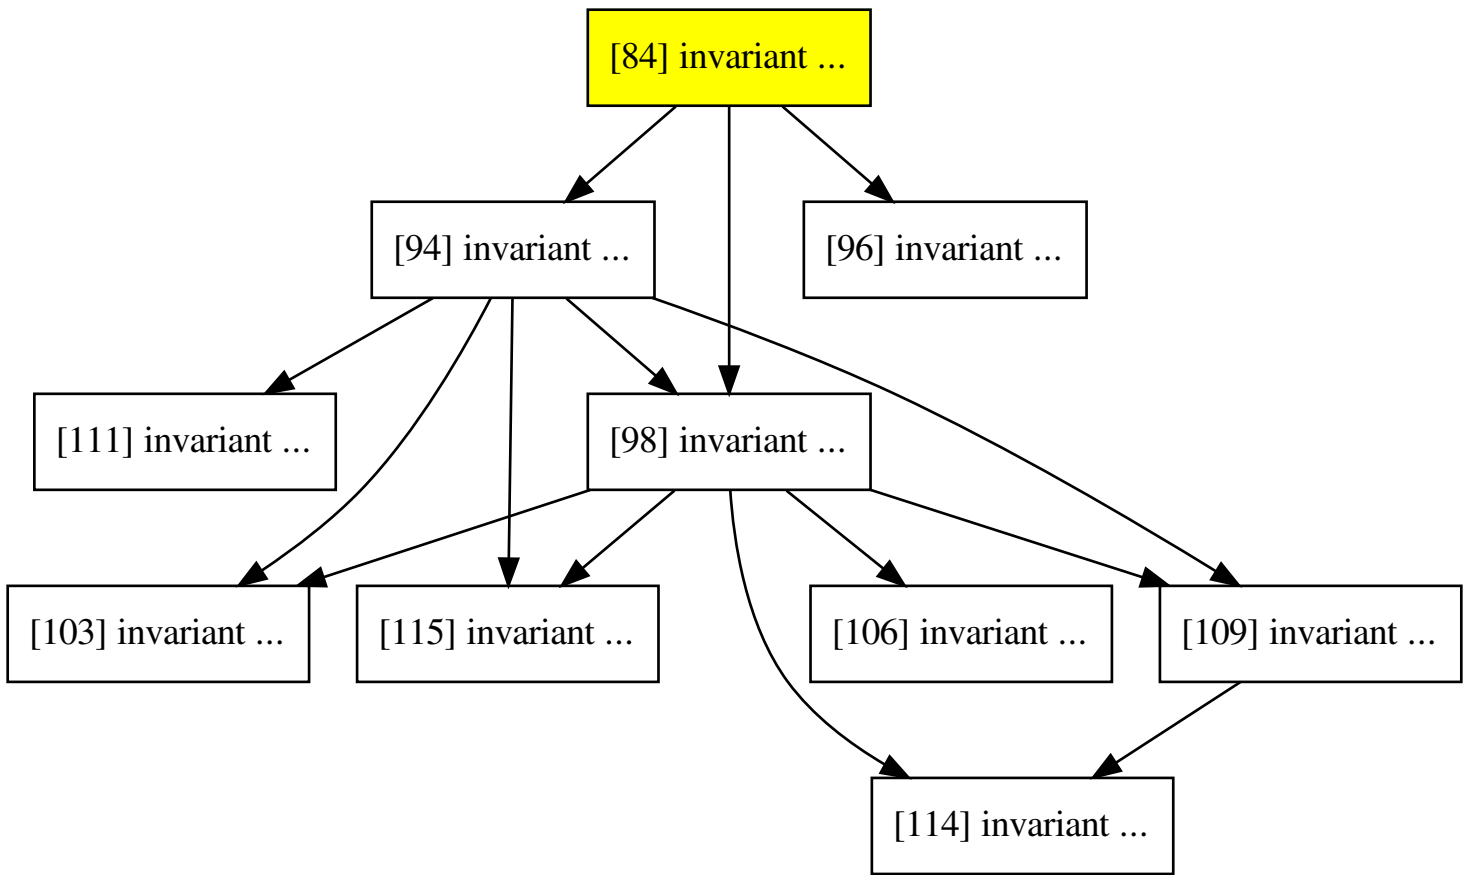 [84] invariant ...
[94] invariant ...
[96] invariant ...
[111] invariant ...
[98] invariant ...
[103] invariant ...
[115] invariant ...
[106] invariant ...
[109] invariant ...
[114] invariant ...